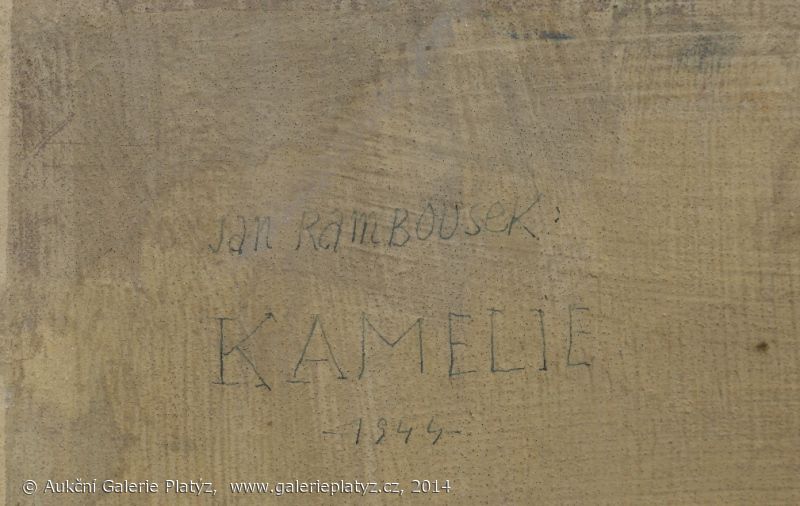 Jan RamBousek:
KAMELIE
-1944-
© Aukční Galerie Platýz, www.galerieplatyz.cz, 2014